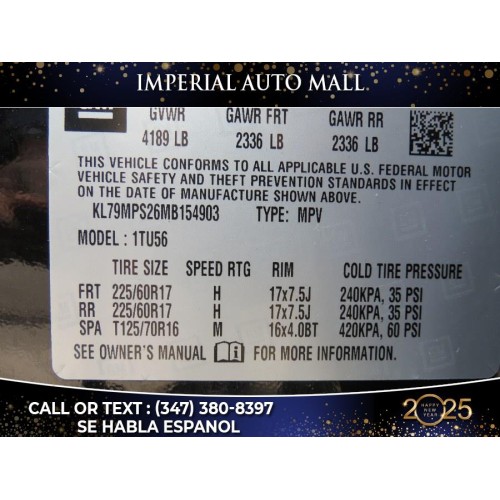 IMPERIAL AUTO MALL
GVWR GAWR FRT GAWR RR
4189 LB 2336 LB 2336 LB
THIS VEHICLE CONFORMS TO ALL APPLICABLE U.S. FEDERAL MOTOR
VEHICLE SAFETY AND THEFT PREVENTION STANDARDS IN EFFECT
ON THE DATE OF MANUFACTURE SHOWN ABOVE.
KL79MPS26MB154903 TYPE: MPV
MODEL : 1TU56
TIRE SIZE SPEED RTG RIM COLD TIRE PRESSURE
FRT 225/60R17 H 17x7.5J 240KPA, 35 PSI
RR 225/60R17 H 17x7.5J 240KPA, 35 PSI
SPA T125/70R16 M 16x4.0BT 420KPA, 60 PSI
SEE OWNER'S MANUAL FOR MORE INFORMATION.
CALL OR TEXT : (347) 380-8397
SE HABLA ESPANOL
2025
HAPPY
NEW YEAR